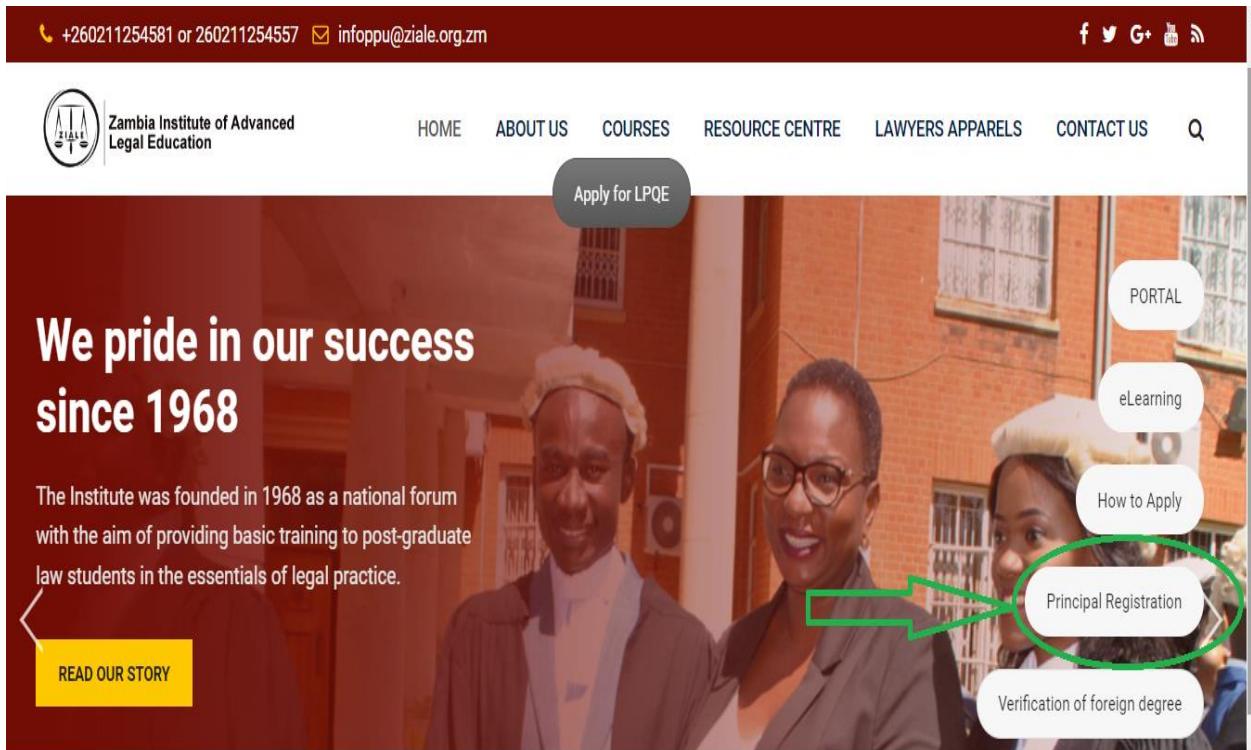 +260211254581 or 260211254557 infoppu@ziale.org.zm
f G+ You Tube
ZIALE
Zambia Institute of Advanced
Legal Education
HOME ABOUT US COURSES RESOURCE CENTRE LAWYERS APPARELS CONTACT US
Apply for LPQE
PORTAL
We pride in our success
since 1968
eLearning
The Institute was founded in 1968 as a national forum
with the aim of providing basic training to post-graduate
law students in the essentials of legal practice.
How to Apply
Principal Registration
READ OUR STORY
Verification of foreign degree